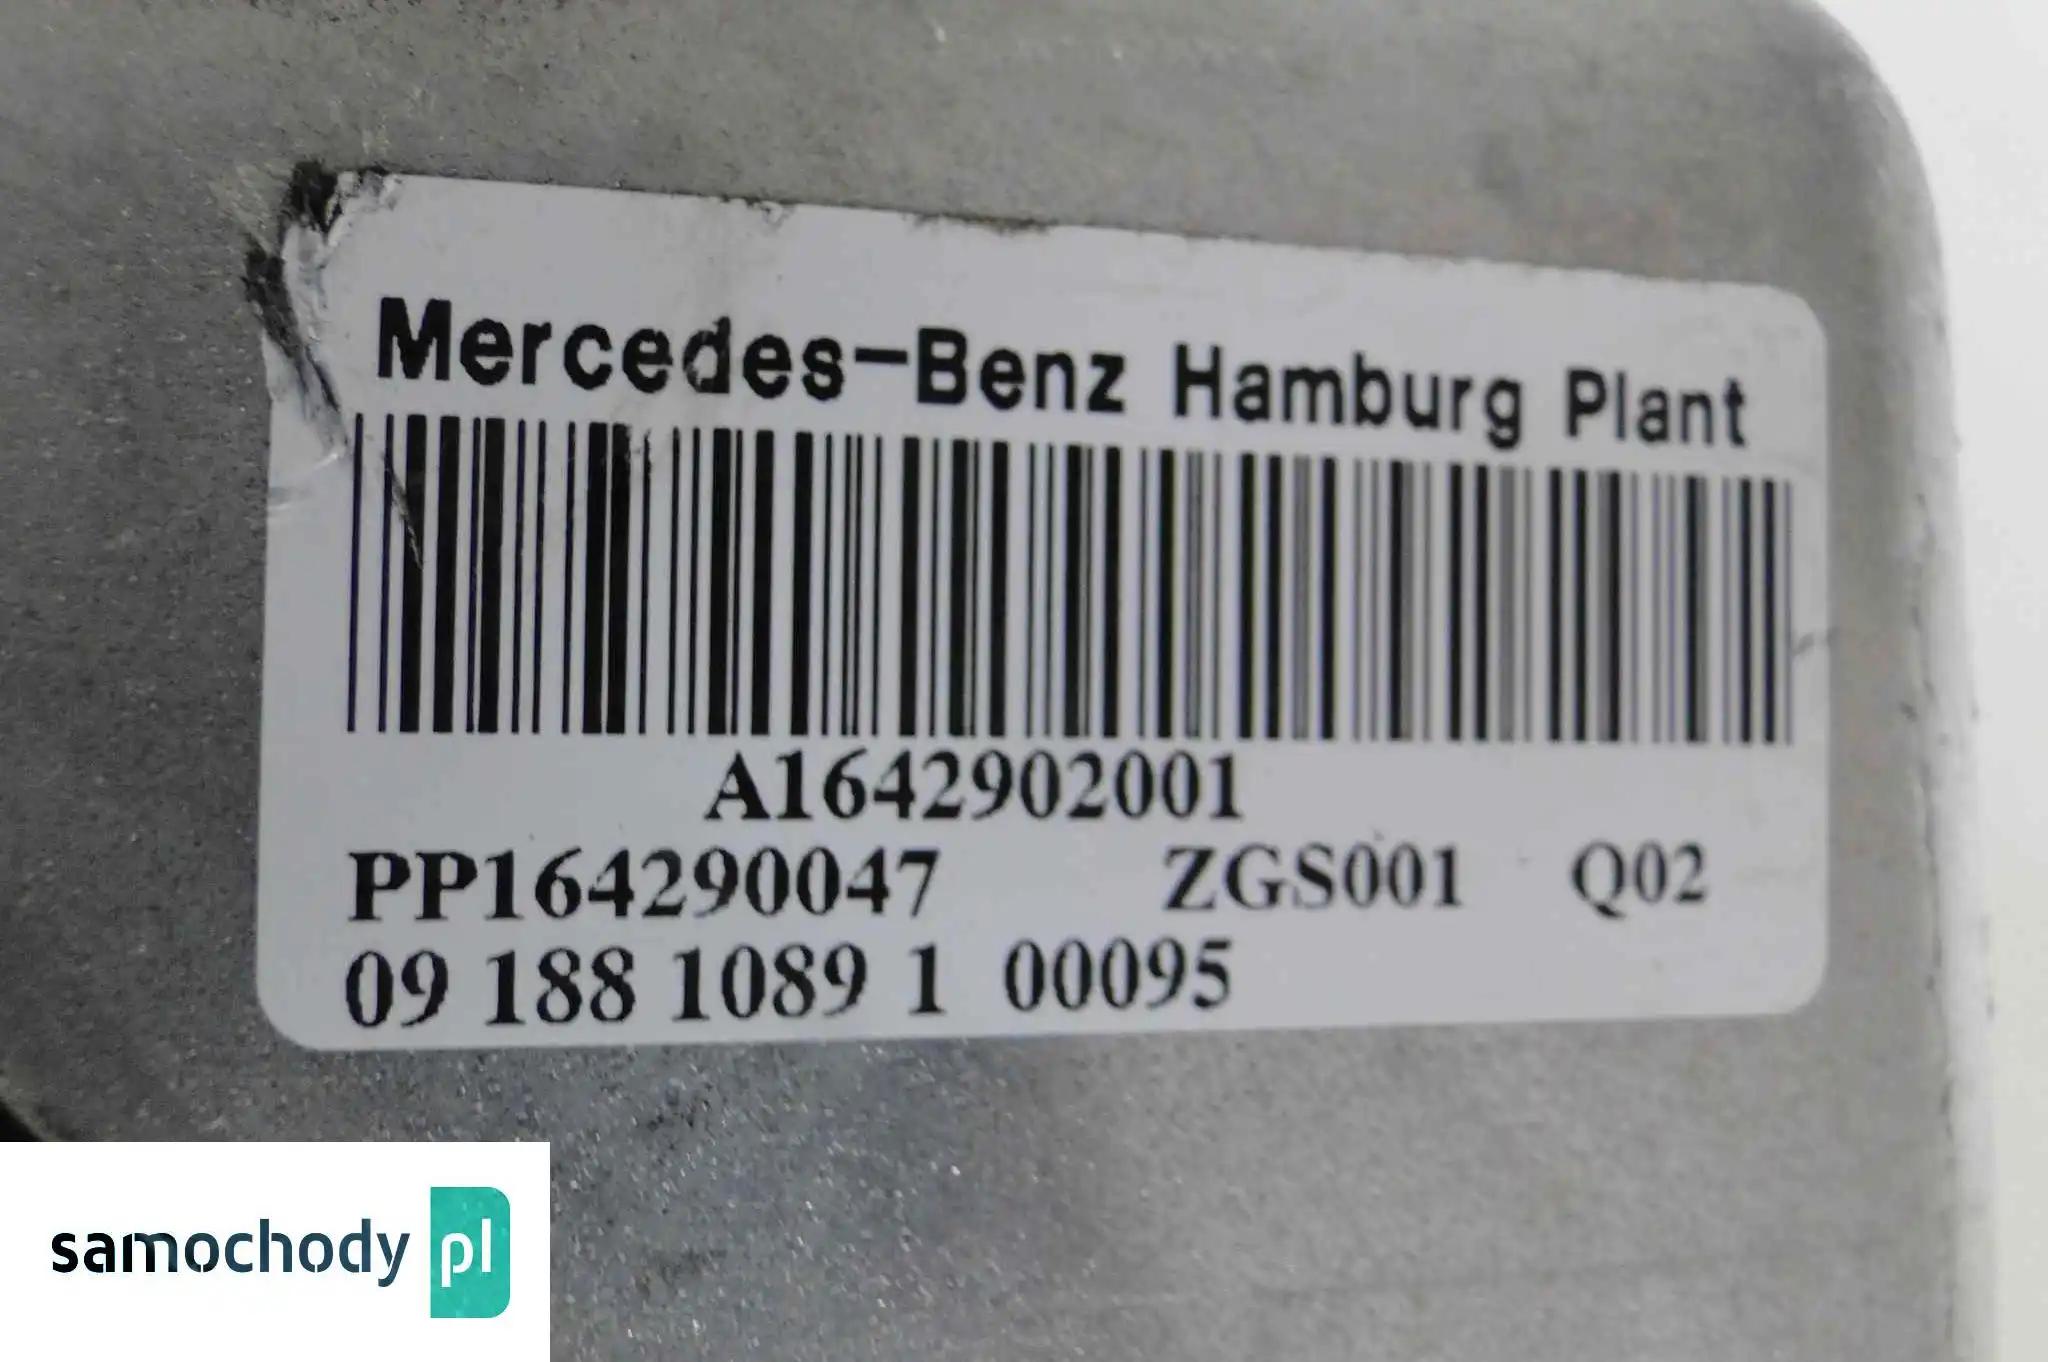 Mercedes-Benz Hamburg Plant
A1642902001
PP164290047 ZGS001 Q02
09 188 1089 1 00095
samochody pl